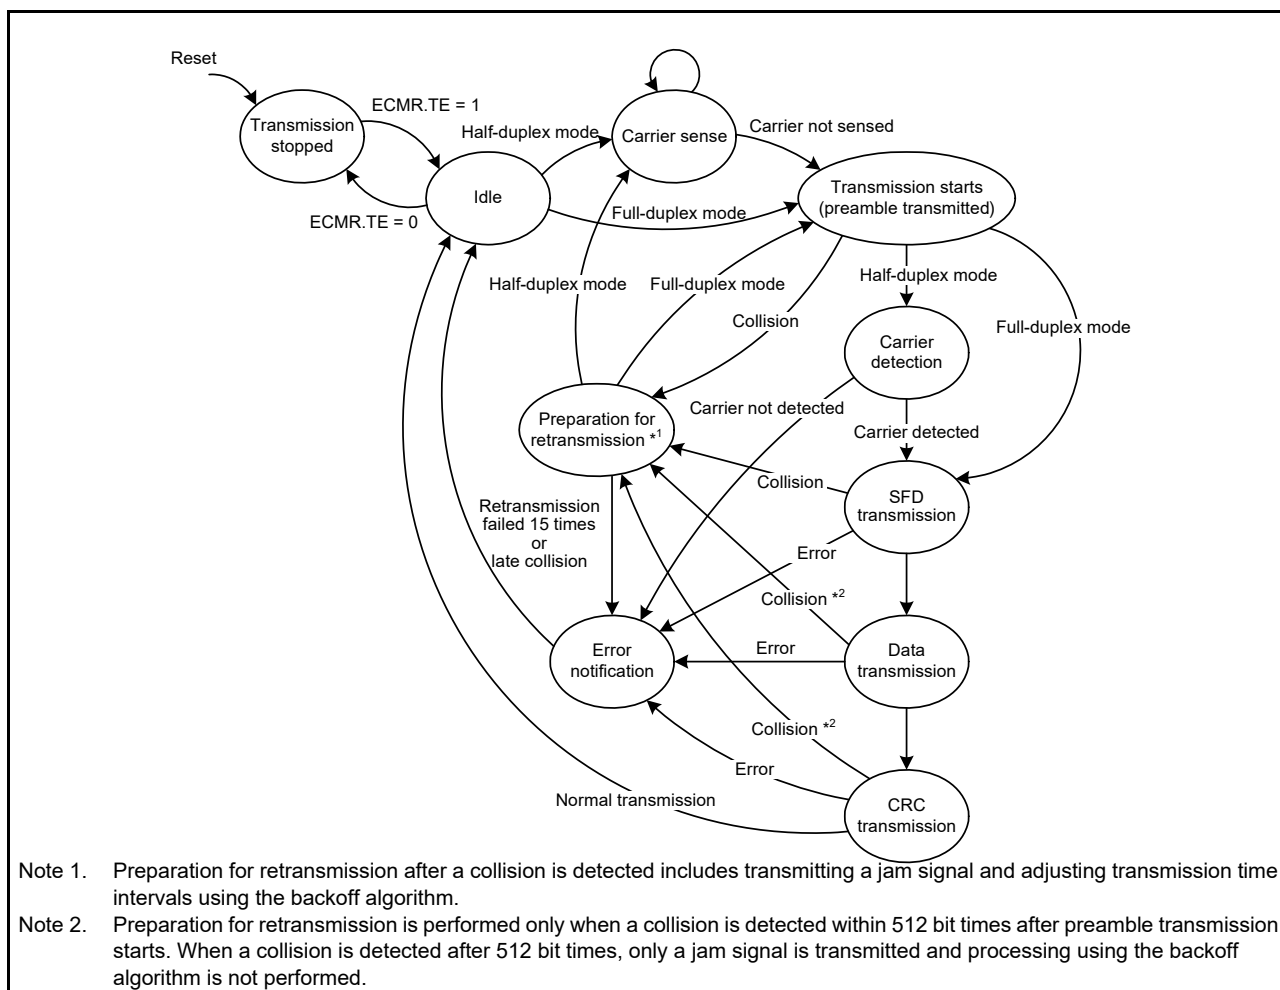 Reset
ECMR.TE = 1
Transmission
stopped
ECMR.TE = 0
Idle
Half-duplex mode
Carrier sense
Carrier not sensed
Full-duplex mode
Transmission starts
(preamble transmitted)
Half-duplex mode
Full-duplex mode
Collision
Half-duplex mode
Full-duplex mode
Carrier
detection
Carrier not detected
Carrier detected
Preparation for
retransmission *1
Collision
SFD
transmission
Retransmission
failed 15 times
or
late collision
Error
Collision *2
Error
notification
Error
Data
transmission
Collision *2
Error
Normal transmission
CRC
transmission
Note 1. Preparation for retransmission after a collision is detected includes transmitting a jam signal and adjusting transmission time
intervals using the backoff algorithm.
Note 2. Preparation for retransmission is performed only when a collision is detected within 512 bit times after preamble transmission
starts. When a collision is detected after 512 bit times, only a jam signal is transmitted and processing using the backoff
algorithm is not performed.